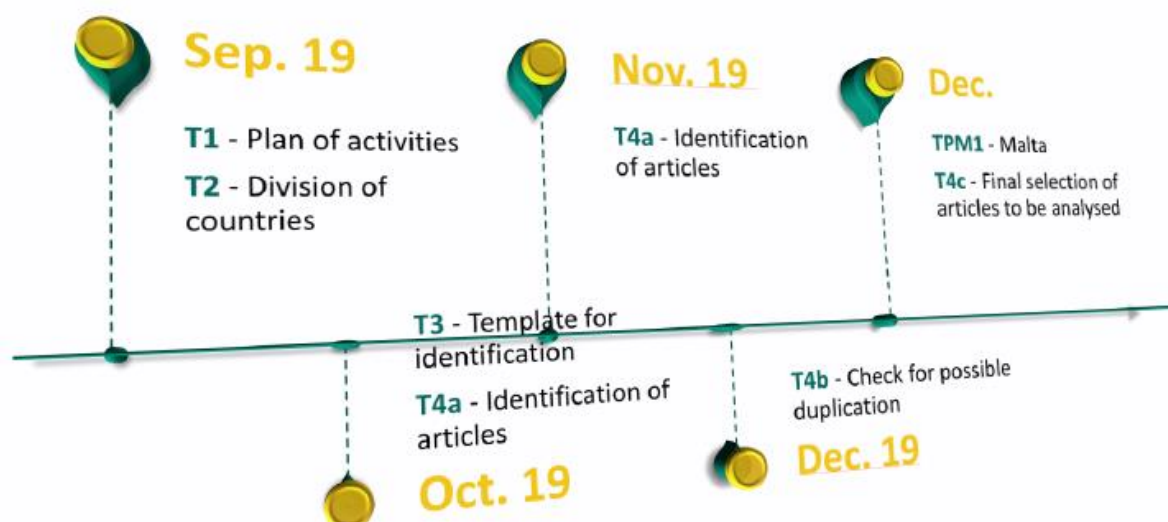 Sep. 19
T1 - Plan of activities
T2 - Division of
countries
T3 - Template for
identification
T4a - Identification of
articles
Oct. 19
Nov. 19
T4a - Identification
of articles
T4b - Check for possible
duplication
Dec. 19
Dec.
TPM1 - Malta
T4c - Final selection of
articles to be analysed